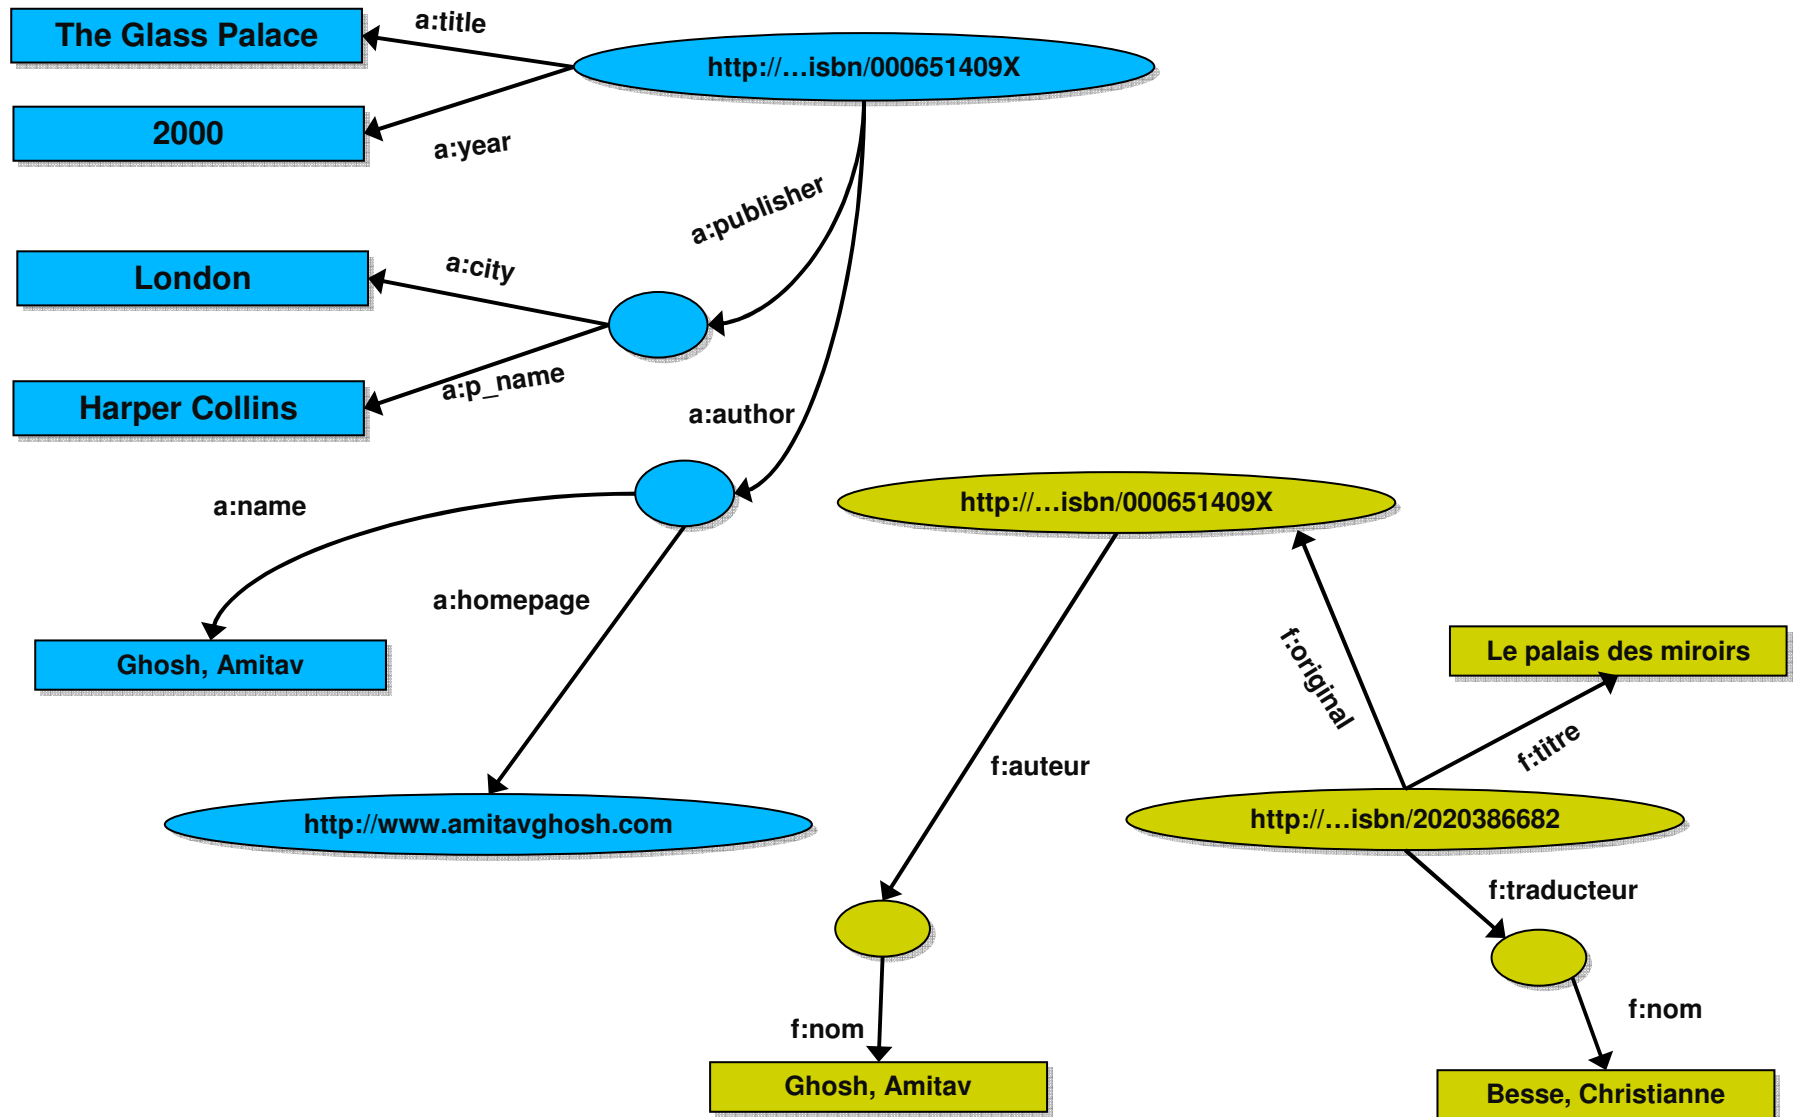 The Glass Palace
a:title
http://...isbn/000651409X
2000
a:year
a:publisher
London
a:city
Harper Collins
a:p_name
a:author
a:name
http://...isbn/000651409X
a:homepage
Ghosh, Amitav
f:original
Le palais des miroirs
f:titre
f:auteur
http://www.amitavghosh.com
http://...isbn/2020386682
f:traducteur
f:nom
f:nom
Ghosh, Amitav
Besse, Christianne